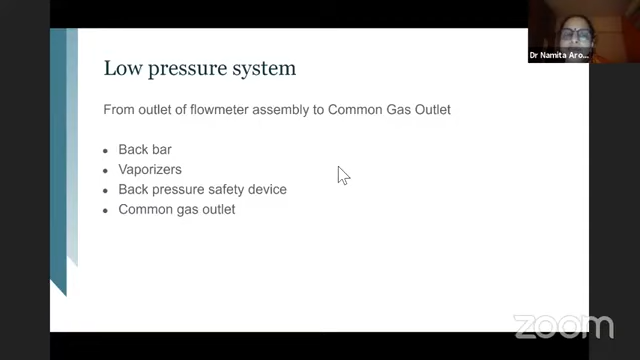 Low pressure system
From outlet of flowmeter assembly to Common Gas Outlet
Back bar
Vaporizers
Back pressure safety device
Common gas outlet
Dr Namita Aro...
zoom